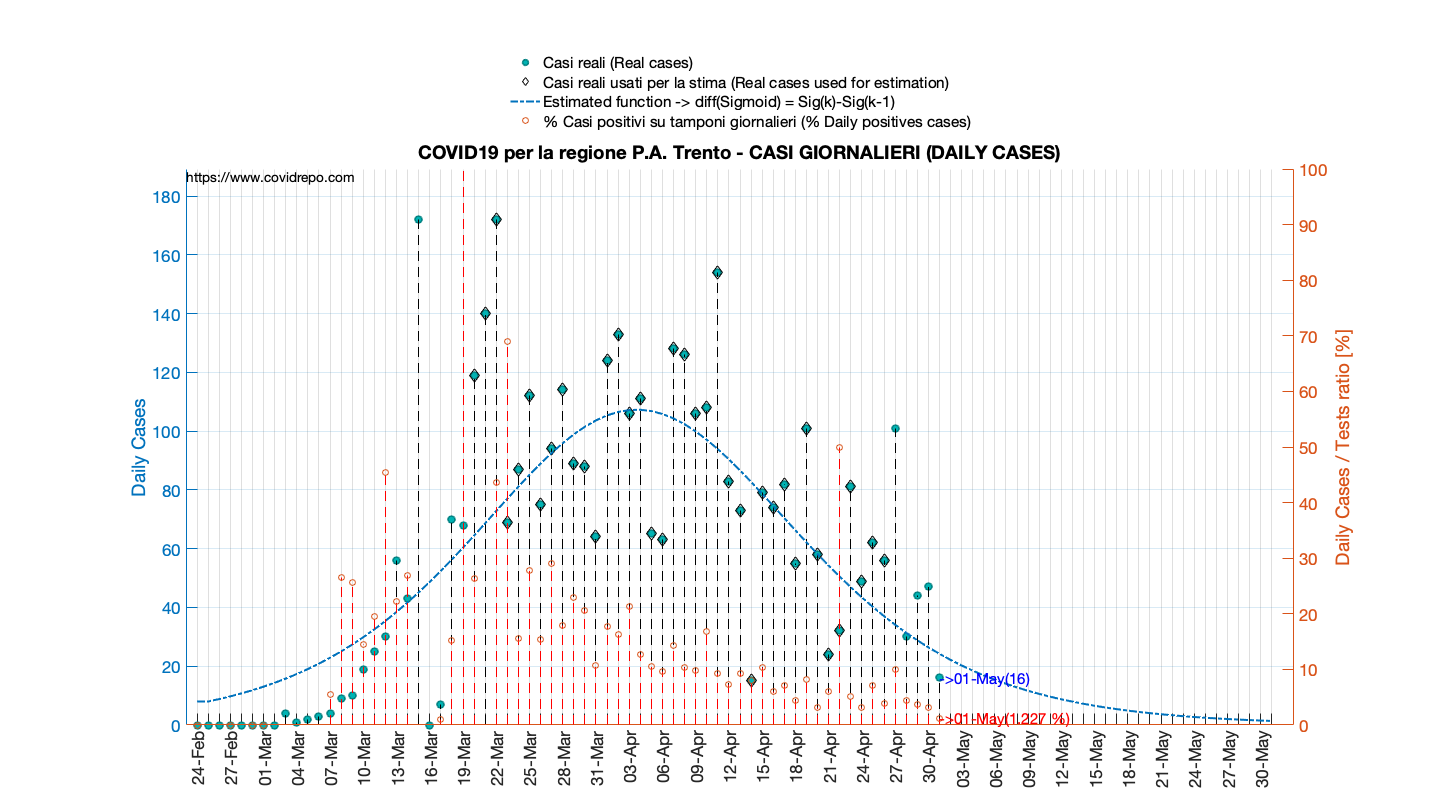 Casi reali (Real cases)
Casi reali usati per la stima (Real cases used for estimation)
Estimated function -> diff(Sigmoid) = Sig(k)-Sig(k-1)
% Casi positivi su tamponi giornalieri (% Daily positives cases)
COVID19 per la regione P.A. Trento - CASI GIORNALIERI (DAILY CASES)
https://www.covidrepo.com
Daily Cases
180
160
140
120
100
80
60
40
20
0
100
90
80
70
60
50
40
30
20
10
0
Daily Cases / Tests ratio [%]
->01-May(16)
->01-May(1.227 %)
24-Feb
27-Feb
01-Mar
04-Mar
07-Mar
10-Mar
13-Mar
16-Mar
19-Mar
22-Mar
25-Mar
28-Mar
31-Mar
03-Apr
06-Apr
09-Apr
12-Apr
15-Apr
18-Apr
21-Apr
24-Apr
27-Apr
30-Apr
03-May
06-May
09-May
12-May
15-May
18-May
21-May
24-May
27-May
30-May